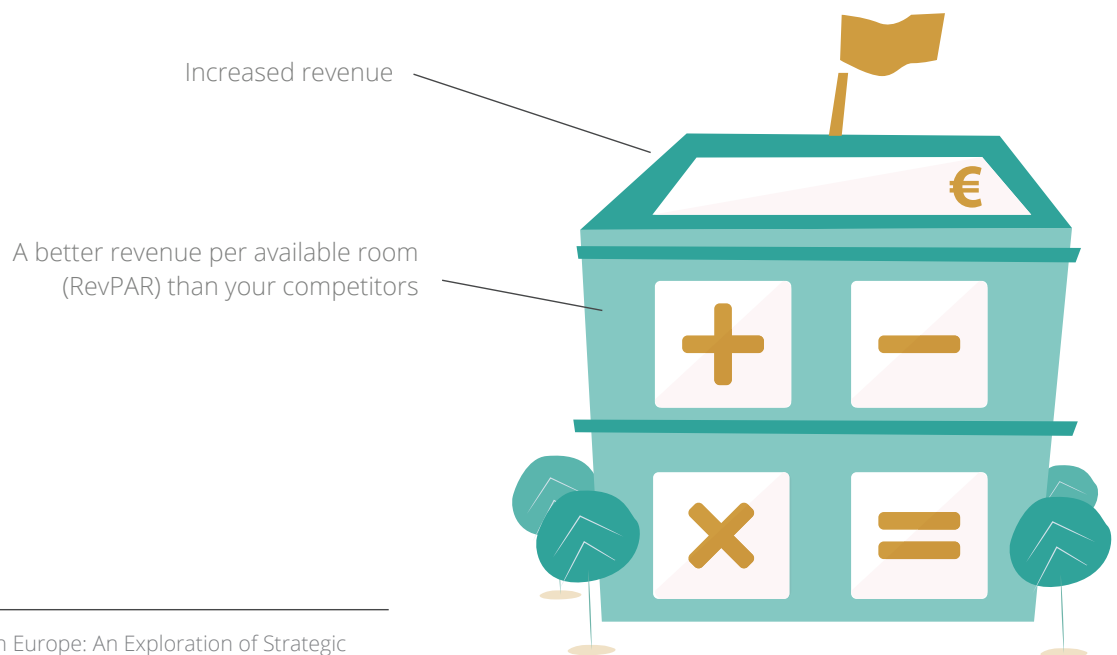 Increased revenue
€
A better revenue per available room
(RevPAR) than your competitors
+ −
× =
n Europe: An Exploration of Strategic